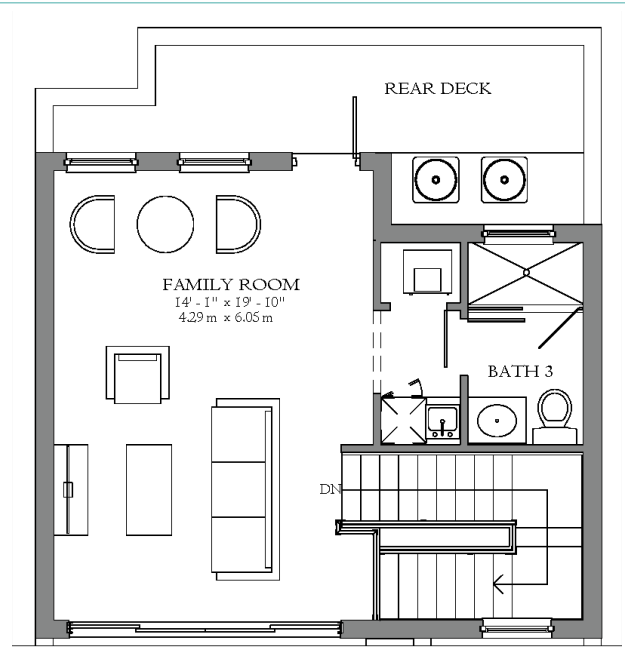 REAR DECK
FAMILY ROOM
14' - 1" x 19' - 10"
4.29 m x 6.05 m
BATH 3
DN